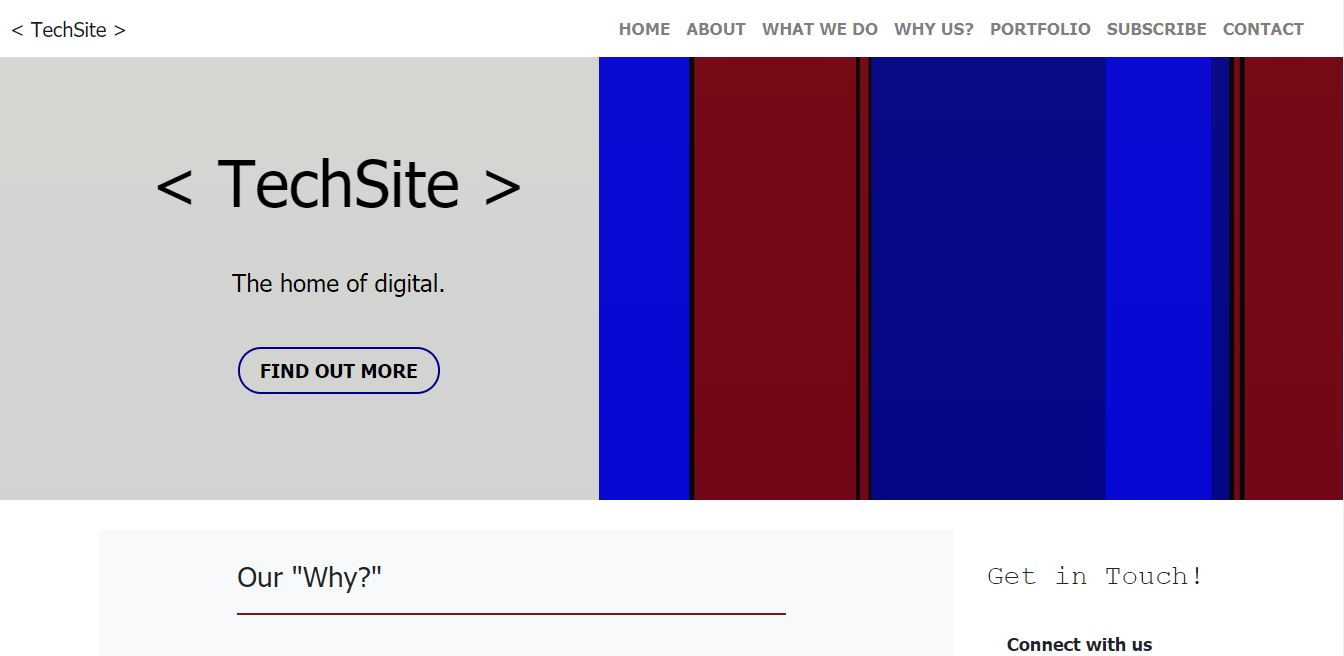 < TechSite >
HOME ABOUT WHAT WE DO WHY US? PORTFOLIO SUBSCRIBE CONTACT
< TechSite >
The home of digital.
FIND OUT MORE
Our "Why?"
Get in Touch!
Connect with us